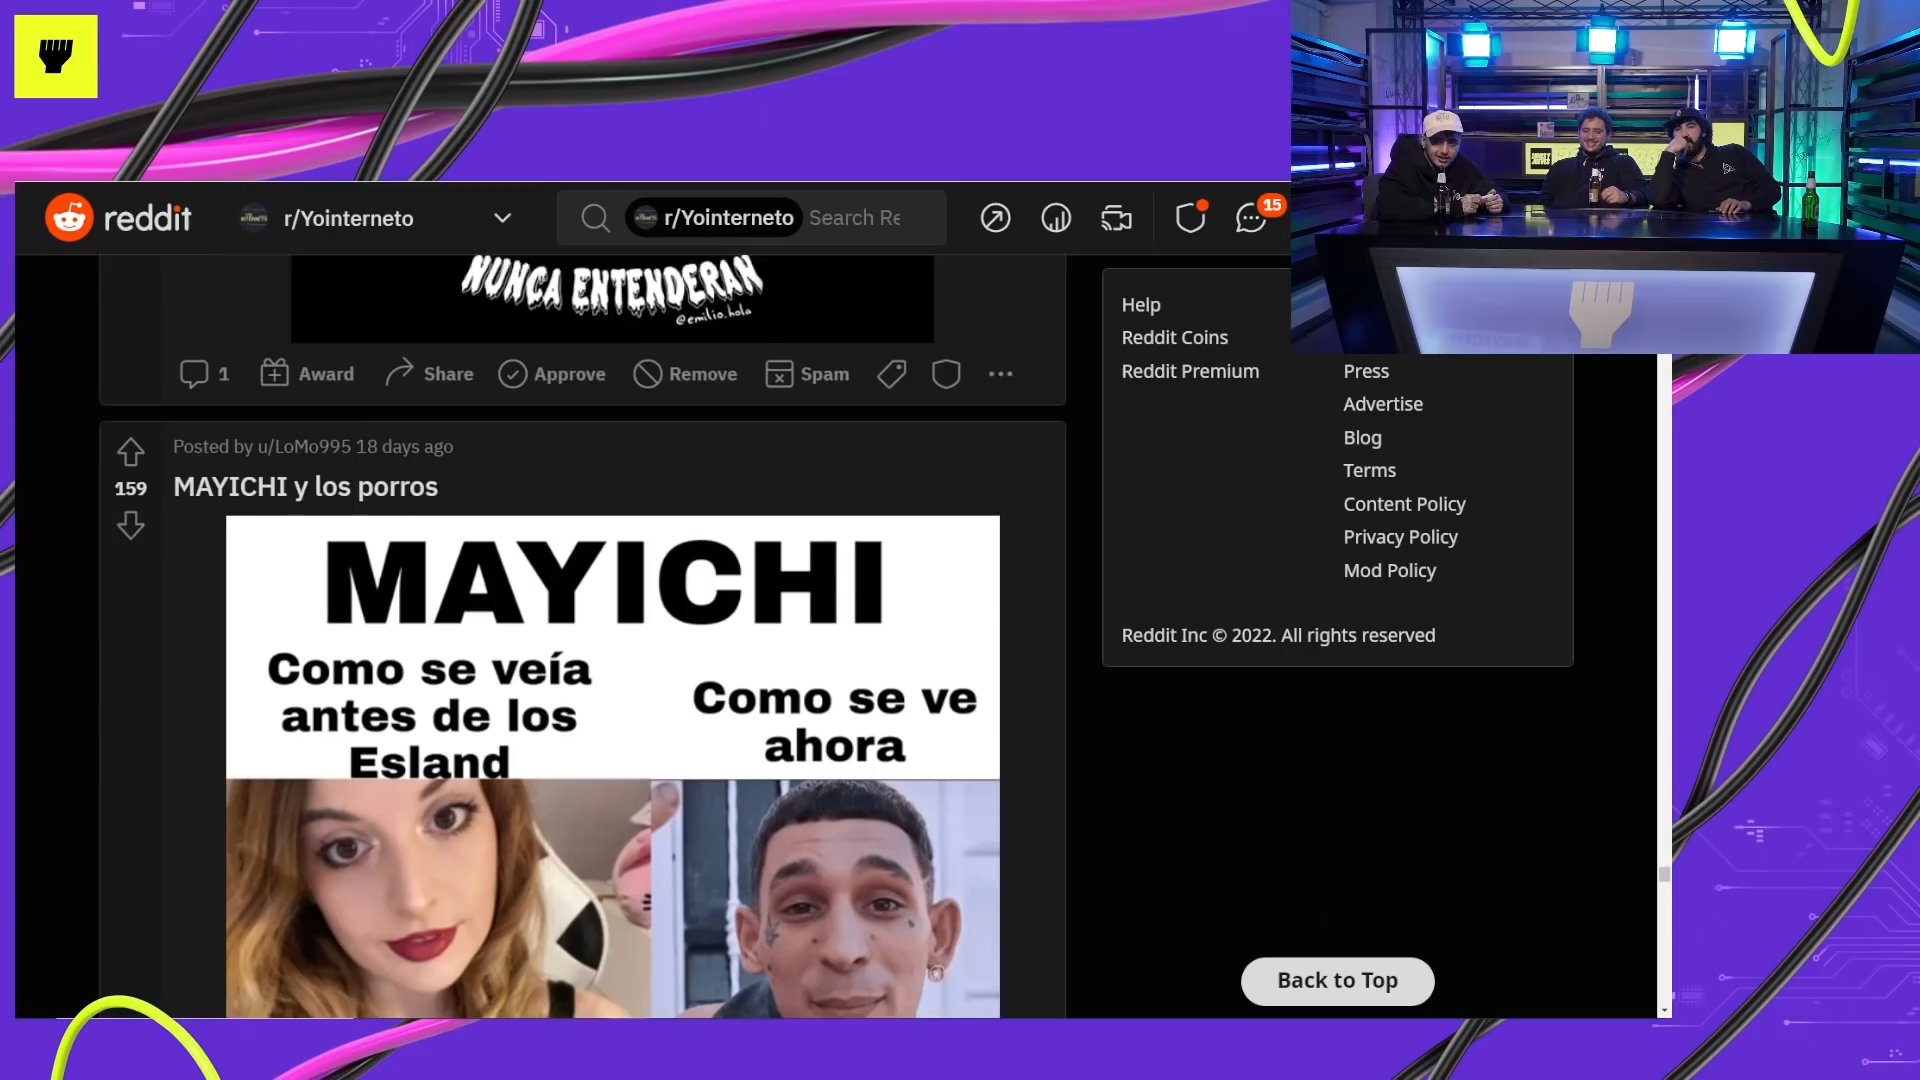 reddit
r/Yointerneto
r/Yointerneto
Search Re
15
NUNCA ENTENDERAN
@emilio.hola
1
Award
Share
Approve
Remove
Spam
Posted by u/LoMo995 18 days ago
159
MAYICHI y los porros
MAYICHI
Como se veía
antes de los
Esland
Como se ve
ahora
Help
Reddit Coins
Reddit Premium
Press
Advertise
Blog
Terms
Content Policy
Privacy Policy
Mod Policy
Reddit Inc © 2022. All rights reserved
Back to Top